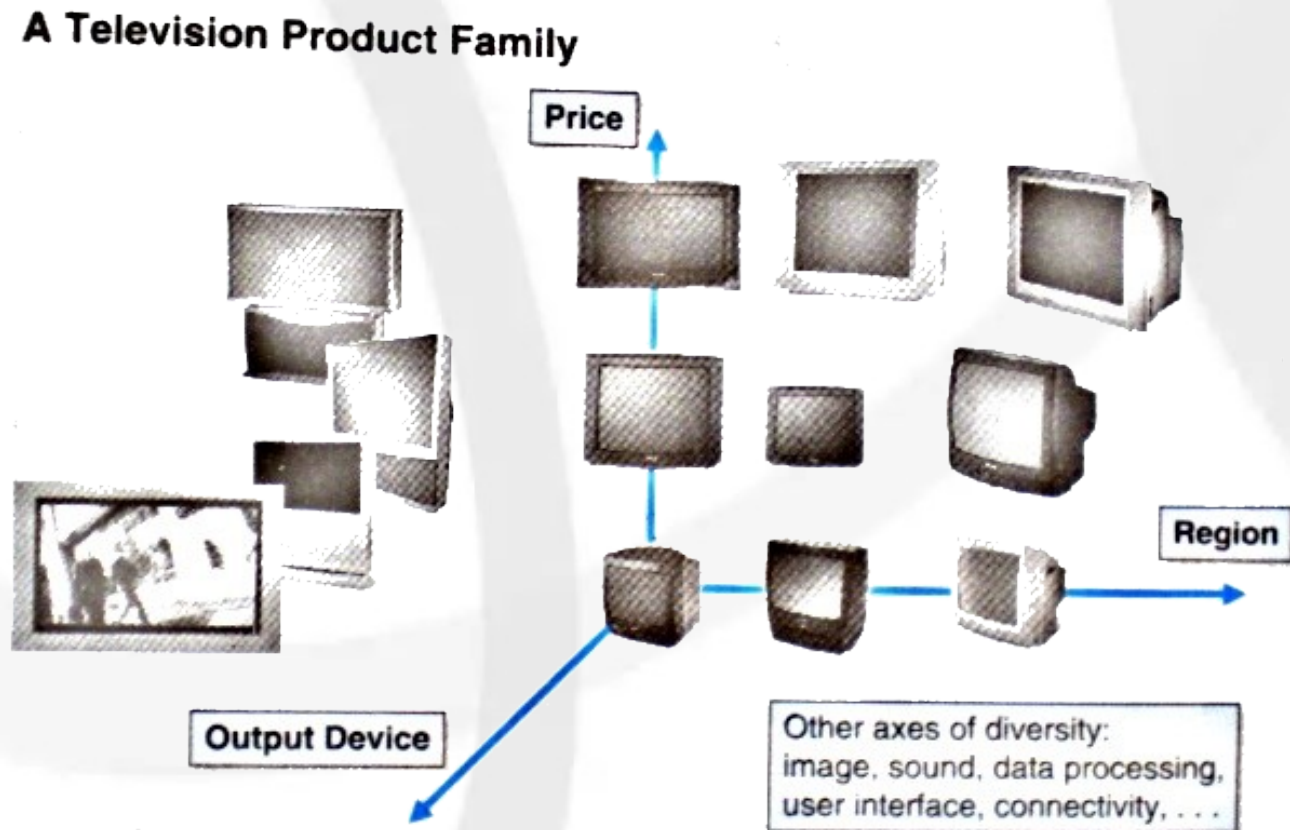 A Television Product Family
Price
Region
Output Device
Other axes of diversity:
image, sound, data processing,
user interface, connectivity, . . .